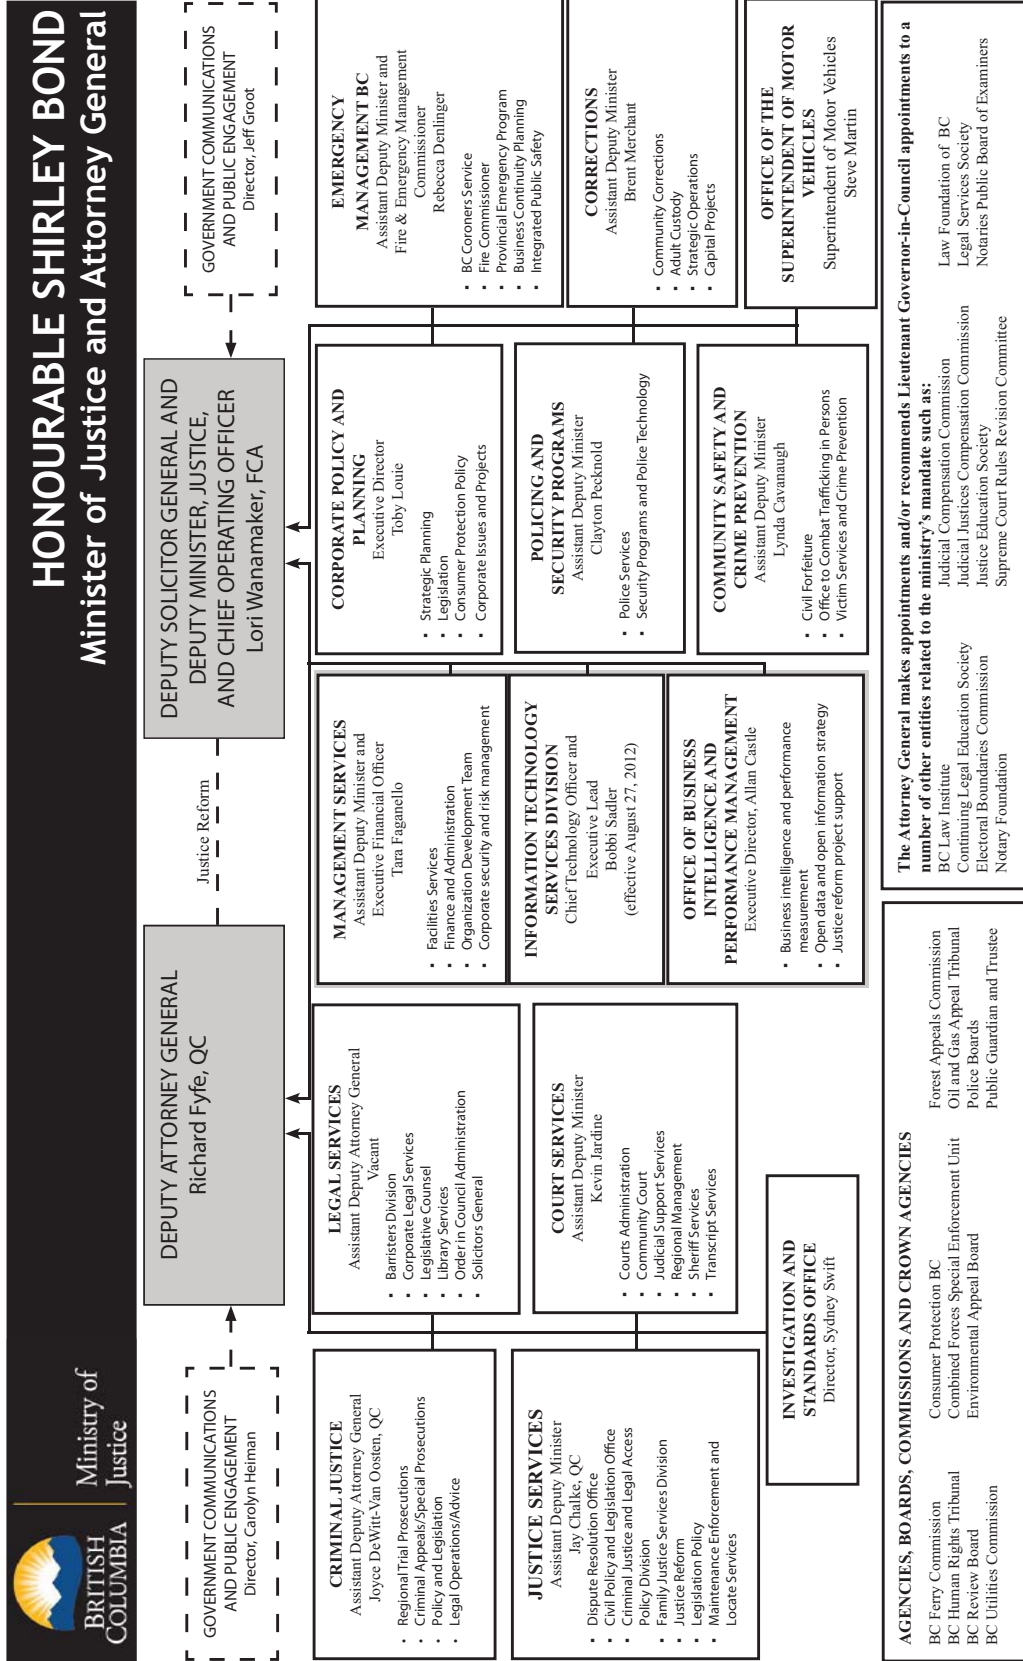 BRITISH
COLUMBIA
Ministry of
Justice
HONOURABLE SHIRLEY BOND
Minister of Justice and Attorney General
GOVERNMENT COMMUNICATIONS
AND PUBLIC ENGAGEMENT
Director, Carolyn Heiman
DEPUTY ATTORNEY GENERAL
Richard Fyfe, QC
Justice Reform
DEPUTY SOLICITOR GENERAL AND
DEPUTY MINISTER, JUSTICE,
AND CHIEF OPERATING OFFICER
Lori Wanamaker, FCA
GOVERNMENT COMMUNICATIONS
AND PUBLIC ENGAGEMENT
Director, Jeff Groot
CRIMINAL JUSTICE
Assistant Deputy Attorney General
Joyce DeWitt-Van Oosten, QC
▪ Regional Trial Prosecutions
▪ Criminal Appeals/Special Prosecutions
▪ Policy and Legislation
▪ Legal Operations/Advice
JUSTICE SERVICES
Assistant Deputy Minister
Jay Chalke, QC
▪ Dispute Resolution Office
▪ Civil Policy and Legislation Office
▪ Criminal Justice and Legal Access
Policy Division
▪ Family Justice Services Division
▪ Justice Reform
▪ Legislation Policy
▪ Maintenance Enforcement and
Locate Services
LEGAL SERVICES
Assistant Deputy Attorney General
Vacant
▪ Barristers Division
▪ Corporate Legal Services
▪ Legislative Counsel
▪ Library Services
▪ Order in Council Administration
▪ Solicitors General
COURT SERVICES
Assistant Deputy Minister
Kevin Jardine
▪ Courts Administration
▪ Community Court
▪ Judicial Support Services
▪ Regional Management
▪ Sheriff Services
▪ Transcript Services
INVESTIGATION AND
STANDARDS OFFICE
Director, Sydney Swift
MANAGEMENT SERVICES
Assistant Deputy Minister and
Executive Financial Officer
Tara Faganello
▪ Facilities Services
▪ Finance and Administration
▪ Organization Development Team
▪ Corporate security and risk management
INFORMATION TECHNOLOGY
SERVICES DIVISION
Chief Technology Officer and
Executive Lead
Bobbi Sadler
(effective August 27, 2012)
OFFICE OF BUSINESS
INTELLIGENCE AND
PERFORMANCE MANAGEMENT
Executive Director, Allan Castle
▪ Business intelligence and performance
measurement
▪ Open data and open information strategy
▪ Justice reform project support
CORPORATE POLICY AND
PLANNING
Executive Director
Toby Louie
▪ Strategic Planning
▪ Legislation
▪ Consumer Protection Policy
▪ Corporate Issues and Projects
POLICING AND
SECURITY PROGRAMS
Assistant Deputy Minister
Clayton Pecknold
▪ Police Services
▪ Security Programs and Police Technology
COMMUNITY SAFETY AND
CRIME PREVENTION
Assistant Deputy Minister
Lynda Cavanaugh
▪ Civil Forfeiture
▪ Office to Combat Trafficking in Persons
▪ Victim Services and Crime Prevention
EMERGENCY
MANAGEMENT BC
Assistant Deputy Minister and
Fire & Emergency Management
Commissioner
Rebecca Denlinger
▪ BC Coroners Service
▪ Fire Commissioner
▪ Provincial Emergency Program
▪ Business Continuity Planning
▪ Integrated Public Safety
CORRECTIONS
Assistant Deputy Minister
Brent Merchant
▪ Community Corrections
▪ Adult Custody
▪ Strategic Operations
▪ Capital Projects
OFFICE OF THE
SUPERINTENDENT OF MOTOR
VEHICLES
Superintendent of Motor Vehicles
Steve Martin
AGENCIES, BOARDS, COMMISSIONS AND CROWN AGENCIES
BC Ferry Commission
BC Human Rights Tribunal
BC Review Board
BC Utilities Commission
Consumer Protection BC
Combined Forces Special Enforcement Unit
Environmental Appeal Board
Forest Appeals Commission
Oil and Gas Appeal Tribunal
Police Boards
Public Guardian and Trustee
The Attorney General makes appointments and/or recommends Lieutenant Governor-in-Council appointments to a
number of other entities related to the ministry's mandate such as:
BC Law Institute
Continuing Legal Education Society
Electoral Boundaries Commission
Notary Foundation
Judicial Compensation Commission
Judicial Justices Compensation Commission
Justice Education Society
Supreme Court Rules Revision Committee
Law Foundation of BC
Legal Services Society
Notaries Public Board of Examiners